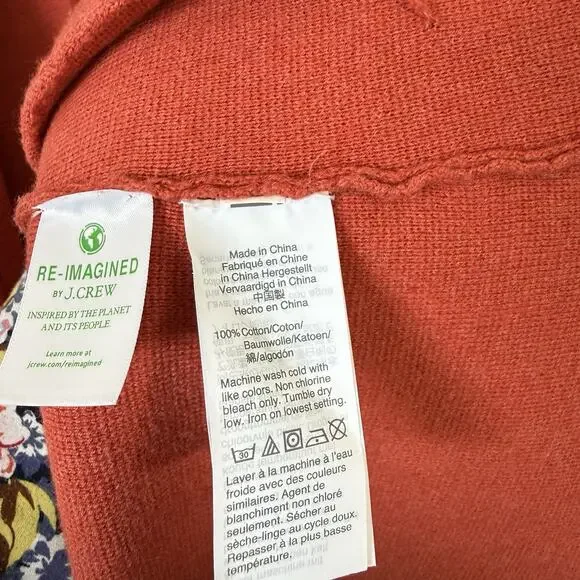 RE-IMAGINED
BY J.CREW
INSPIRED BY THE PLANET
AND ITS PEOPLE
Learn more at
jcrew.com/reimagined
Made in China
Fabriqué en Chine
in China Hergestellt
Vervaardigd in China
中国製
Hecho en China
100% Cotton/Coton/
Baumwolle/Katoen/
綿/algodón
Machine wash cold with
like colors. Non chlorine
bleach only. Tumble dry
low. Iron on lowest setting.
30
Laver à la machine à l'eau
froide avec des couleurs
similaires. Agent de
blanchiment non chloré
seulement. Sécher au
sèche-linge au cycle doux.
Repasser à la plus basse
température.